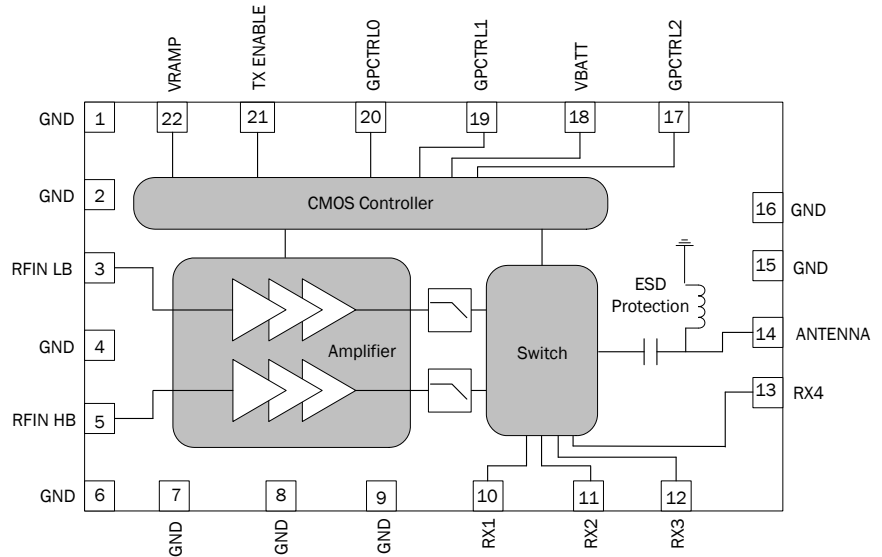 VRAMP
TX ENABLE
GPCTRL0
GPCTRL1
VBATT
GPCTRL2
GND 1
22
21
20
19
18
17
GND 2
CMOS Controller
16 GND
RFIN LB 3
15 GND
ESD
Protection
GND 4
Amplifier
Switch
14 ANTENNA
13 RX4
RFIN HB 5
GND 6
7
8
9
10
11
12
GND
GND
GND
RX1
RX2
RX3